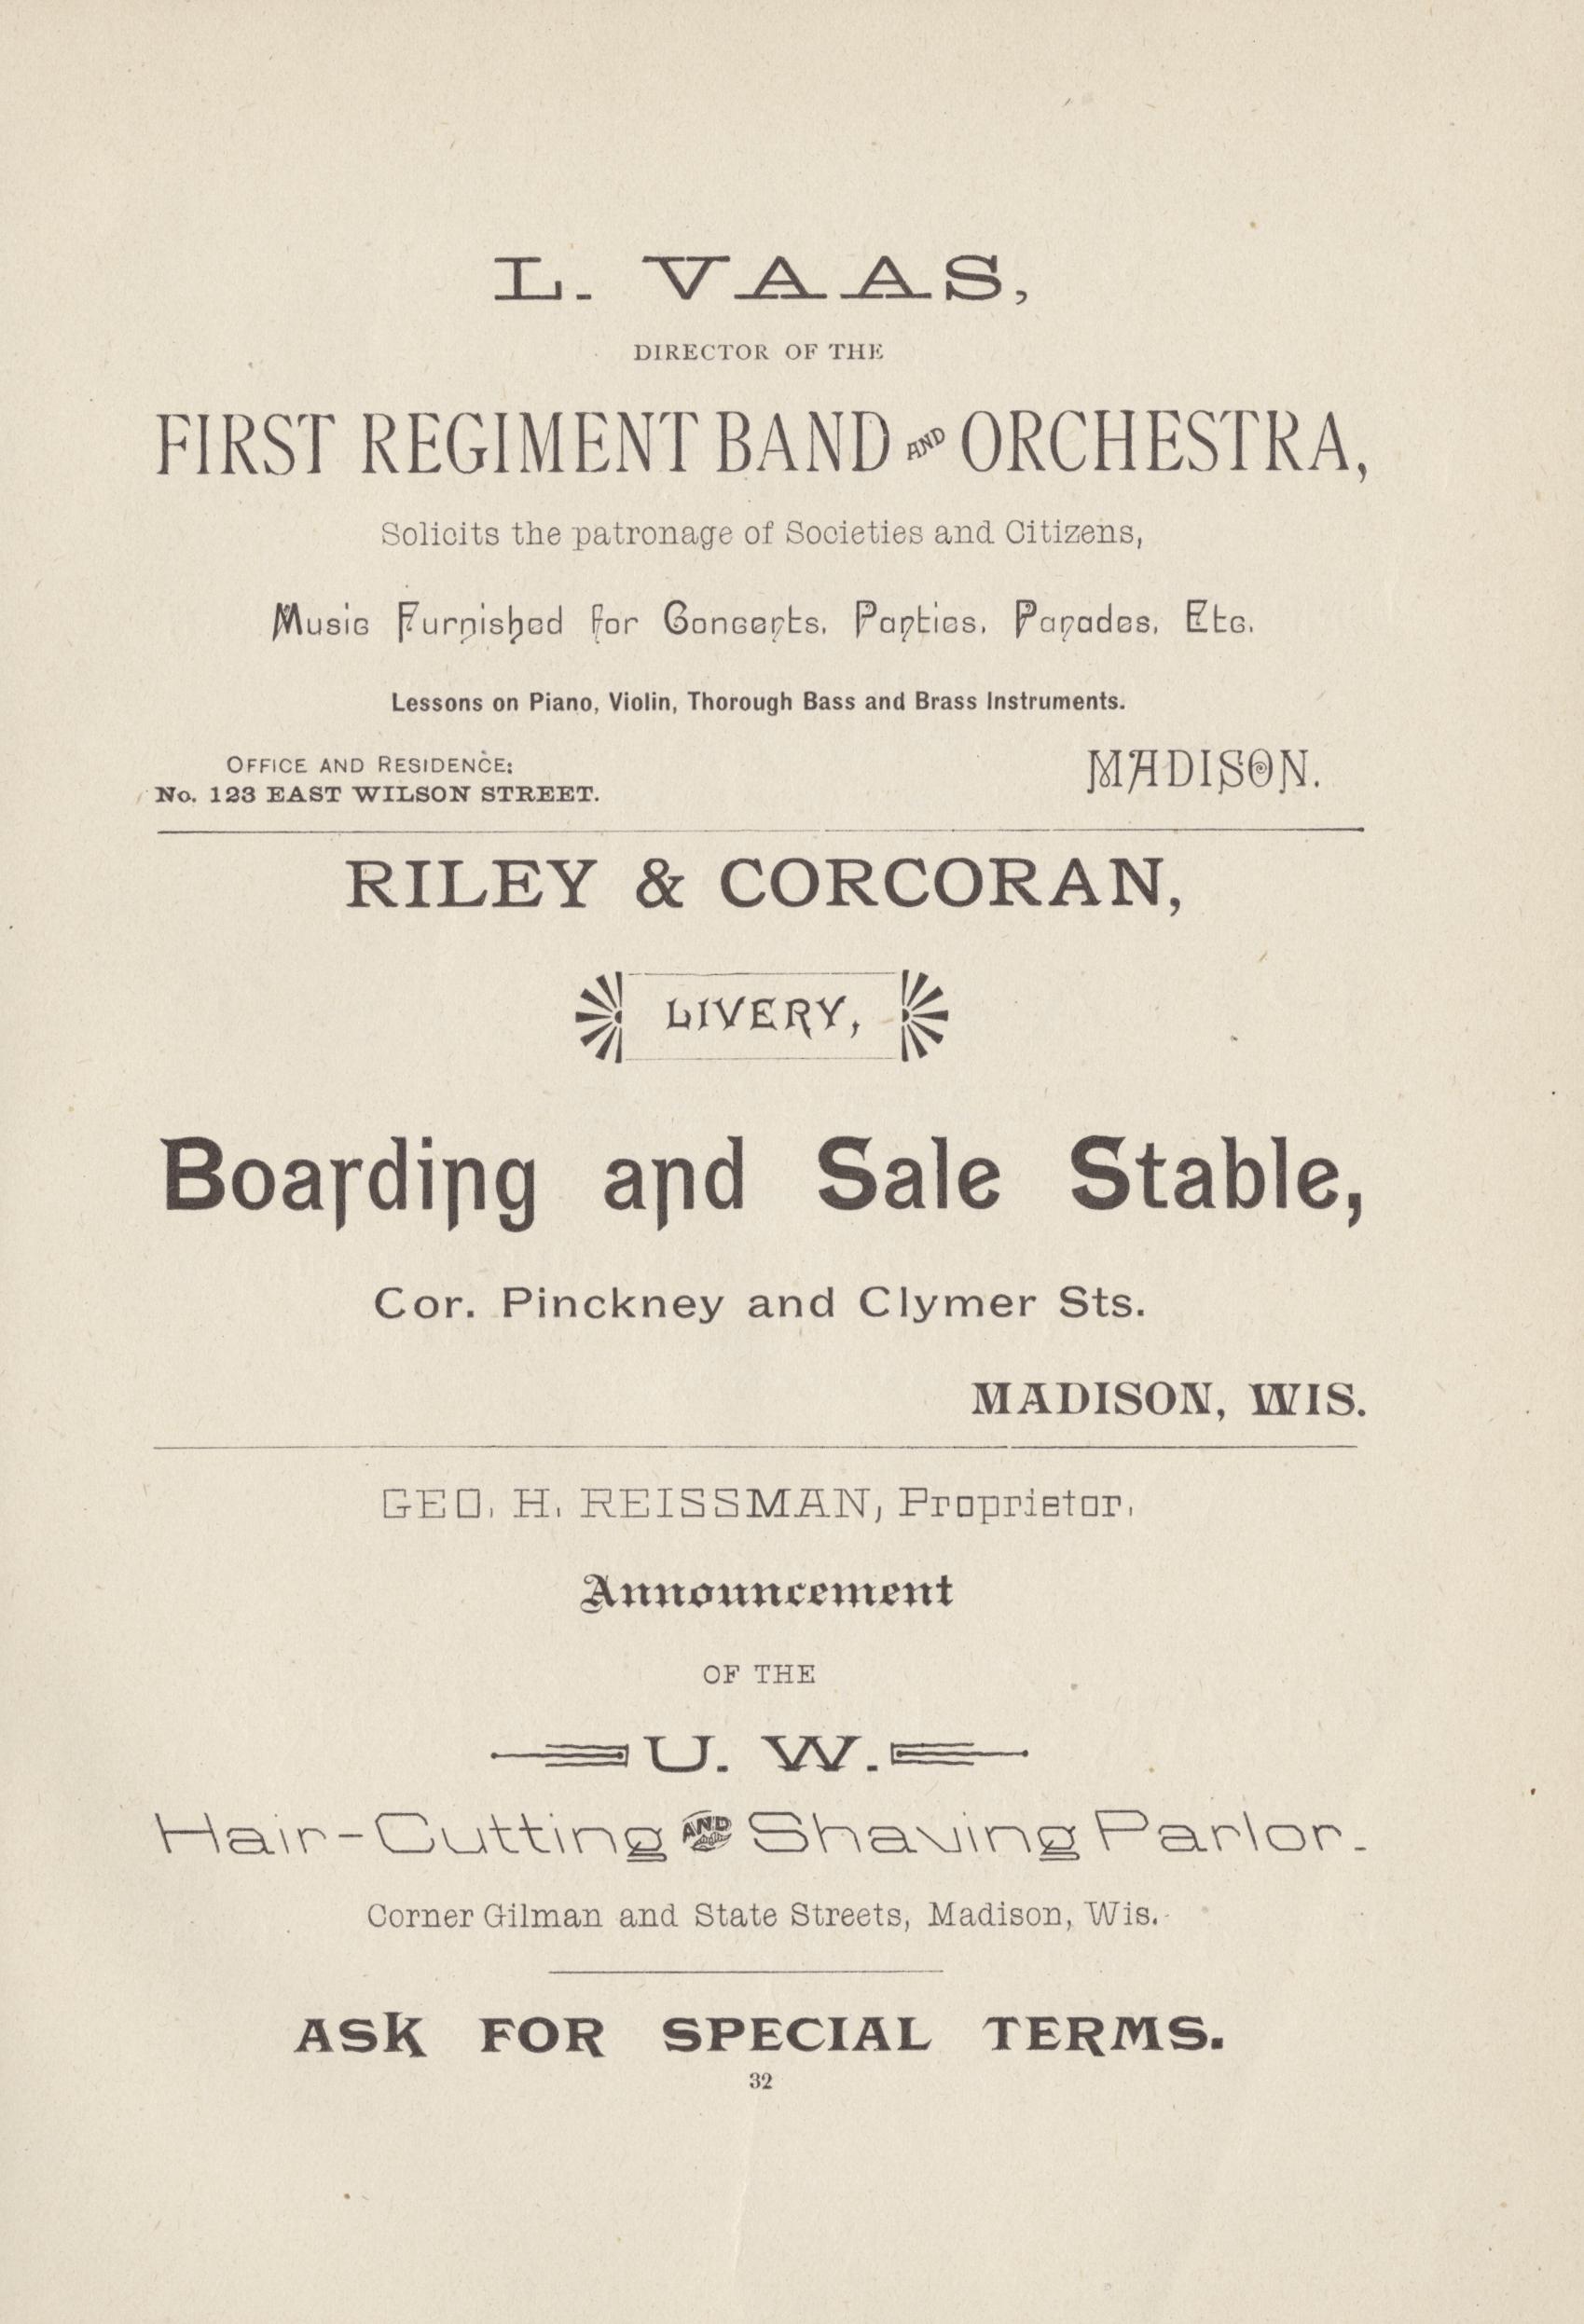 L. VAAS,
DIRECTOR OF THE
FIRST REGIMENT BAND AND ORCHESTRA,
Solicits the patronage of Societies and Citizens,
Music Furnished for Concerts, Parties, Parades, Etc.
Lessons on Piano, Violin, Thorough Bass and Brass Instruments.
OFFICE AND RESIDENCE:
No. 123 EAST WILSON STREET.
MADISON.
RILEY & CORCORAN,
LIVERY,
Boarding and Sale Stable,
Cor. Pinckney and Clymer Sts.
MADISON, WIS.
GEO. H. REISSMAN, Proprietor.
Announcement
OF THE
U. W.
Hair-Cutting AND Shaving Parlor.
Corner Gilman and State Streets, Madison, Wis.
ASK FOR SPECIAL TERMS.
32